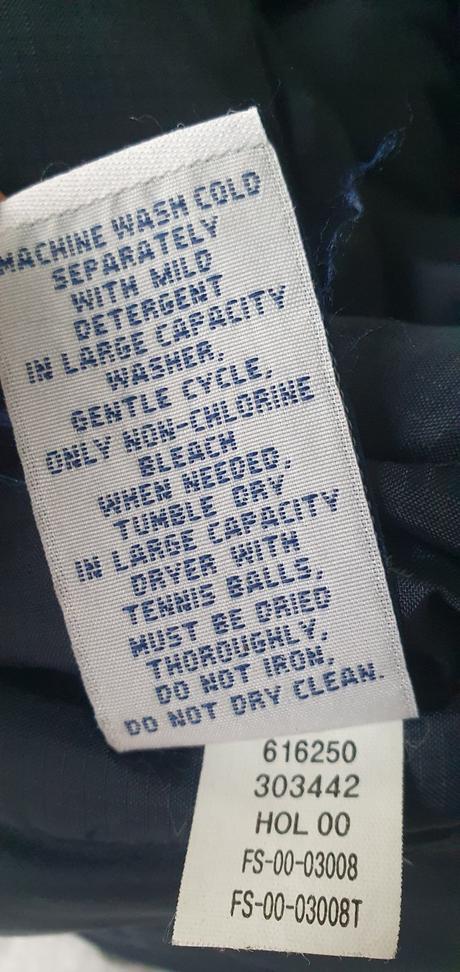 MACHINE WASH COLD
SEPARATELY
WITH MILD
DETERGENT
IN LARGE CAPACITY
WASHER.
GENTLE CYCLE,
ONLY NON-CHLORINE
BLEACH
WHEN NEEDED.
TUMBLE DRY
IN LARGE CAPACITY
DRYER WITH
TENNIS BALLS,
MUST BE DRIED
THOROUGHLY,
DO NOT IRON,
DO NOT DRY CLEAN.
616250
303442
HOL 00
FS-00-03008
FS-00-03008T